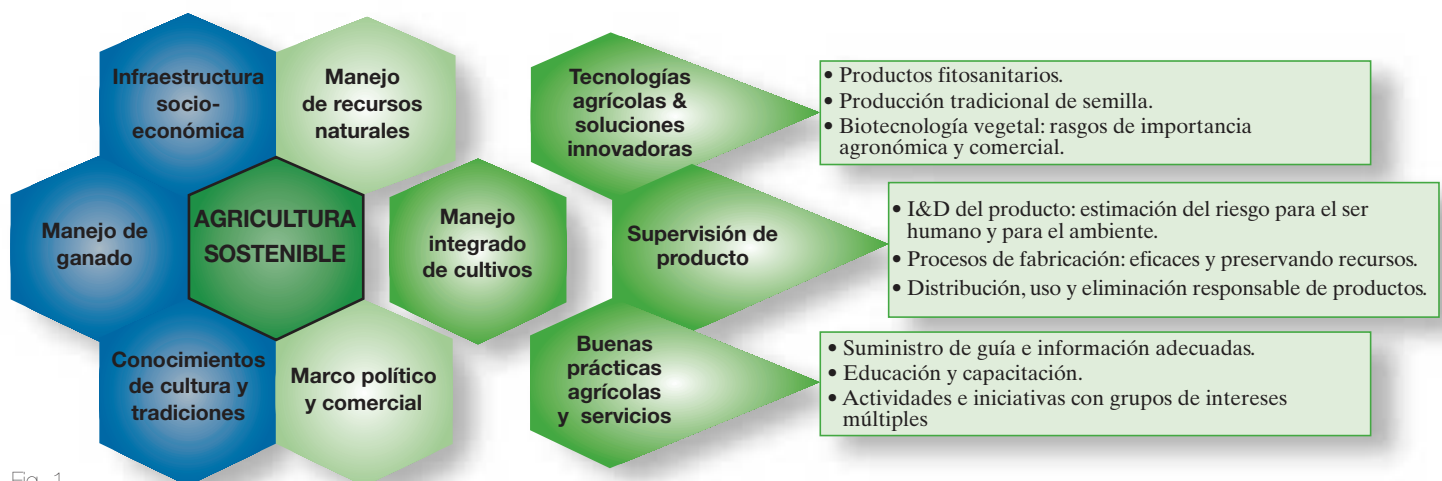 Infraestructura
socio-
económica
Manejo
de recursos
naturales
Manejo de
ganado
AGRICULTURA
SOSTENIBLE
Manejo
integrado
de cultivos
Conocimientos
de cultura y
tradiciones
Marco político
y comercial
Tecnologías
agrícolas &
soluciones
innovadoras
• Productos fitosanitarios.
• Producción tradicional de semilla.
• Biotecnología vegetal: rasgos de importancia
agronómica y comercial.
Supervisión de
producto
• I&D del producto: estimación del riesgo para el ser
humano y para el ambiente.
• Procesos de fabricación: eficaces y preservando recursos.
• Distribución, uso y eliminación responsable de productos.
Buenas
prácticas
agrícolas
y servicios
• Suministro de guía e información adecuadas.
• Educación y capacitación.
• Actividades e iniciativas con grupos de intereses
múltiples
Fig. 1